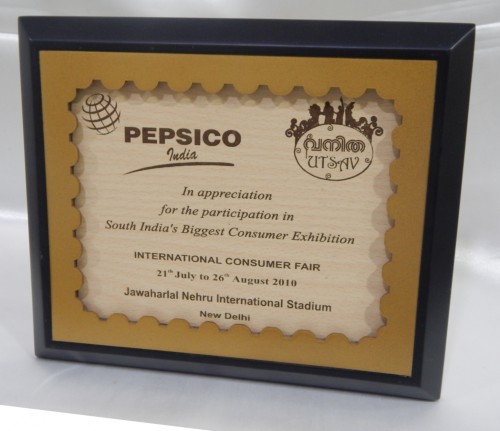 PEPSICO
India
വനിത
UTSAV
In appreciation
for the participation in
South India's Biggest Consumer Exhibition
INTERNATIONAL CONSUMER FAIR
21st July to 26th August 2010
Jawaharlal Nehru International Stadium
New Delhi